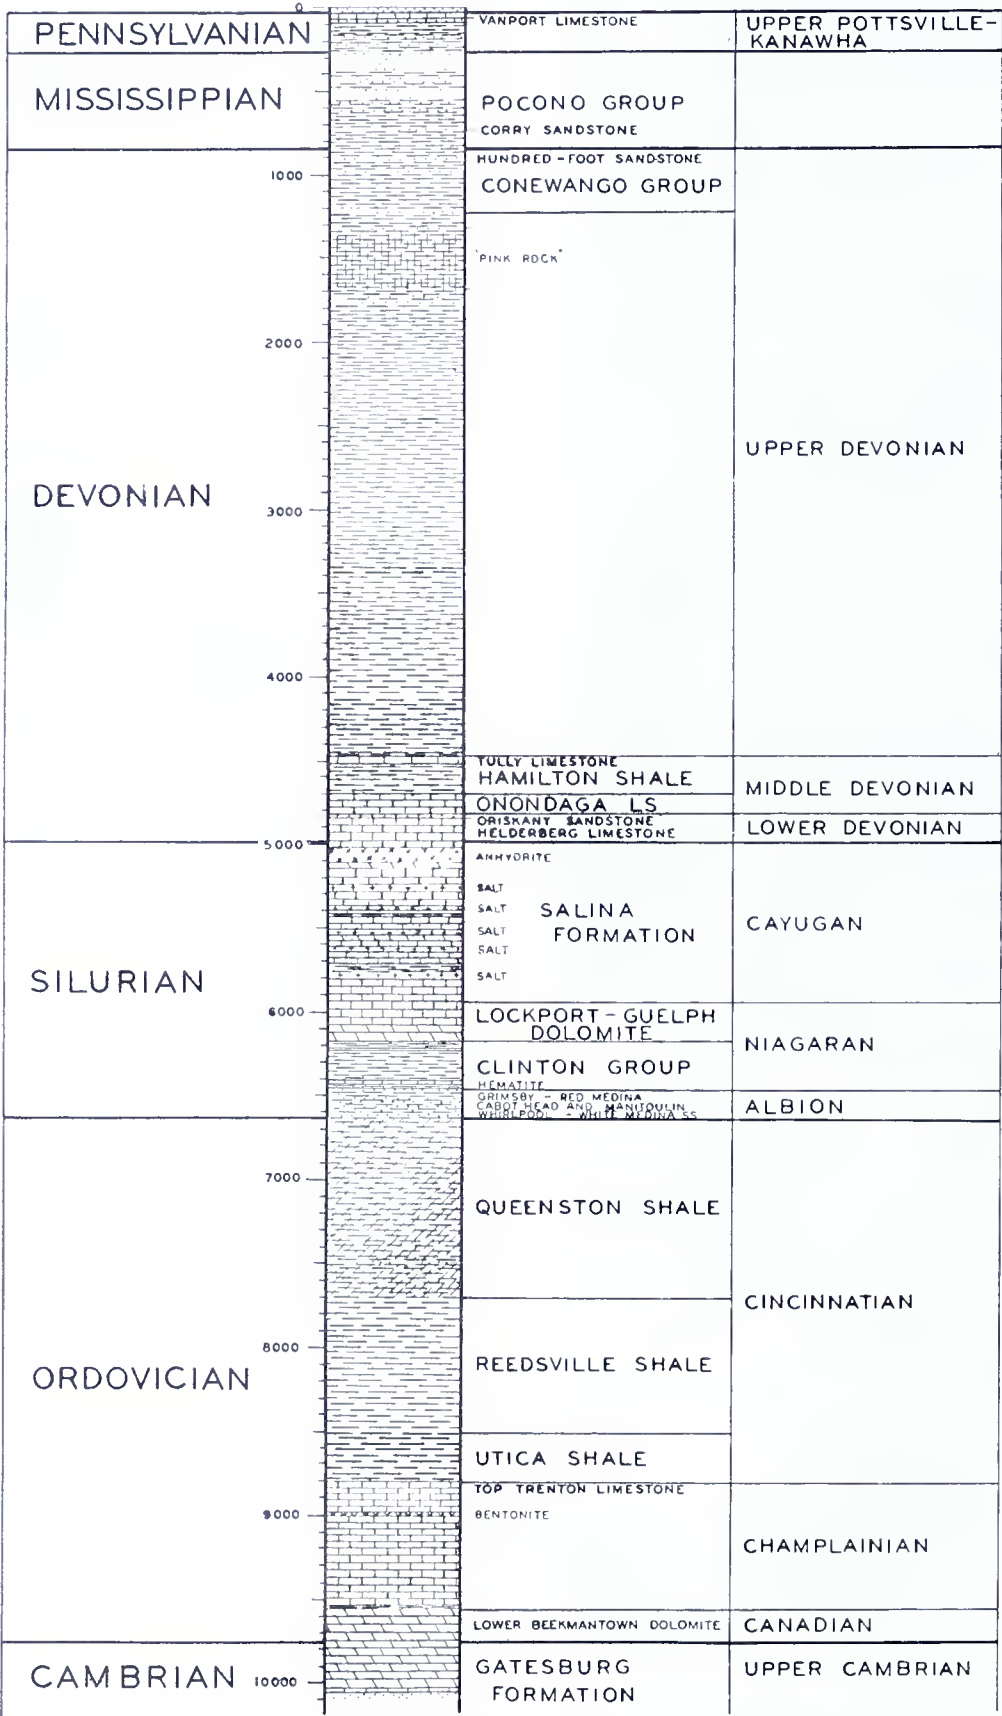 0
PENNSYLVANIAN
VANPORT LIMESTONE
UPPER POTTSVILLE-
KANAWHA
MISSISSIPPIAN
POCONO GROUP
CORRY SANDSTONE
HUNDRED-FOOT SANDSTONE
1000
CONEWANGO GROUP
"PINK ROCK"
2000
UPPER DEVONIAN
DEVONIAN
3000
4000
TULLY LIMESTONE
HAMILTON SHALE
MIDDLE DEVONIAN
ONONDAGA LS
ORISKANY SANDSTONE
HELDERBERG LIMESTONE
LOWER DEVONIAN
5000
ANHYDRITE
SALT
SALT
SALINA
FORMATION
SALT
SALT
SALT
CAYUGAN
SILURIAN
6000
LOCKPORT-GUELPH
DOLOMITE
NIAGARAN
CLINTON GROUP
HEMATITE
GRIMSBY - RED MEDINA
CABOT HEAD AND MANITOULIN
WHIRLPOOL - WHITE MEDINA SS
ALBION
7000
QUEENSTON SHALE
CINCINNATIAN
8000
REEDSVILLE SHALE
ORDOVICIAN
UTICA SHALE
TOP TRENTON LIMESTONE
9000
BENTONITE
CHAMPLAINIAN
LOWER BEEKMANTOWN DOLOMITE
CANADIAN
CAMBRIAN
10000
GATESBURG
FORMATION
UPPER CAMBRIAN